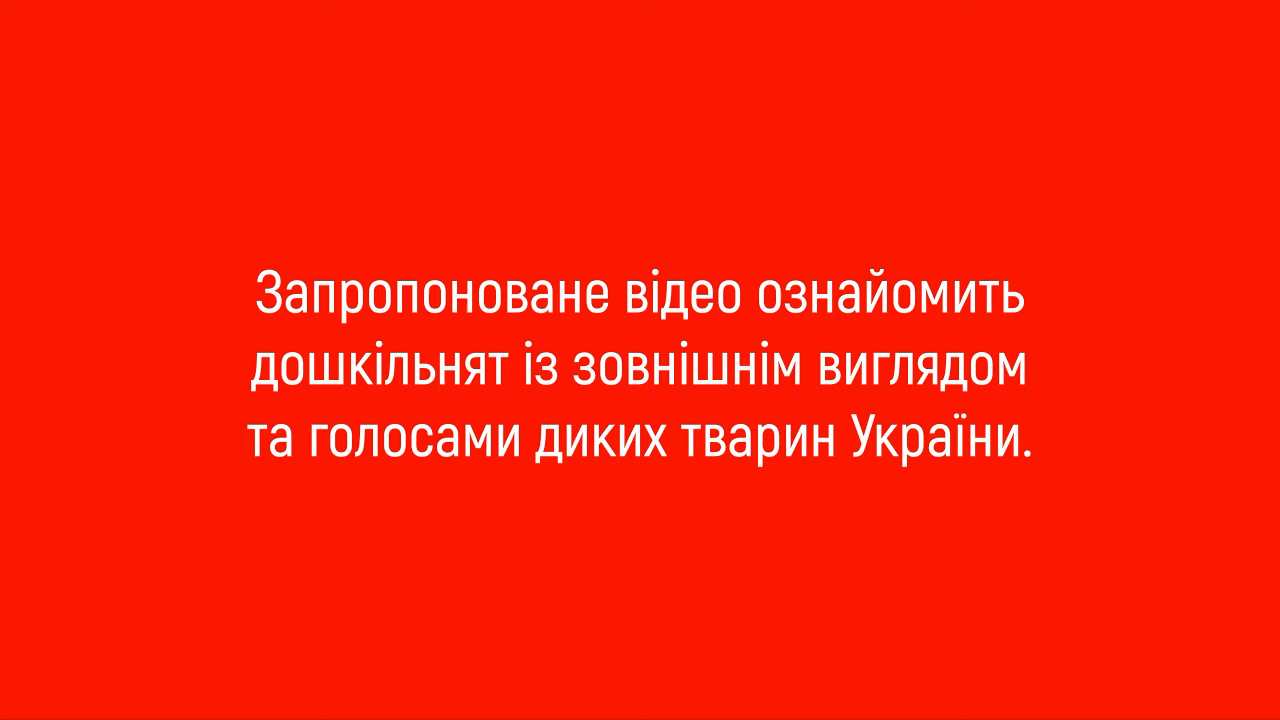 Запропоноване відео ознайомить
дошкільнят із зовнішнім виглядом
та голосами диких тварин України.